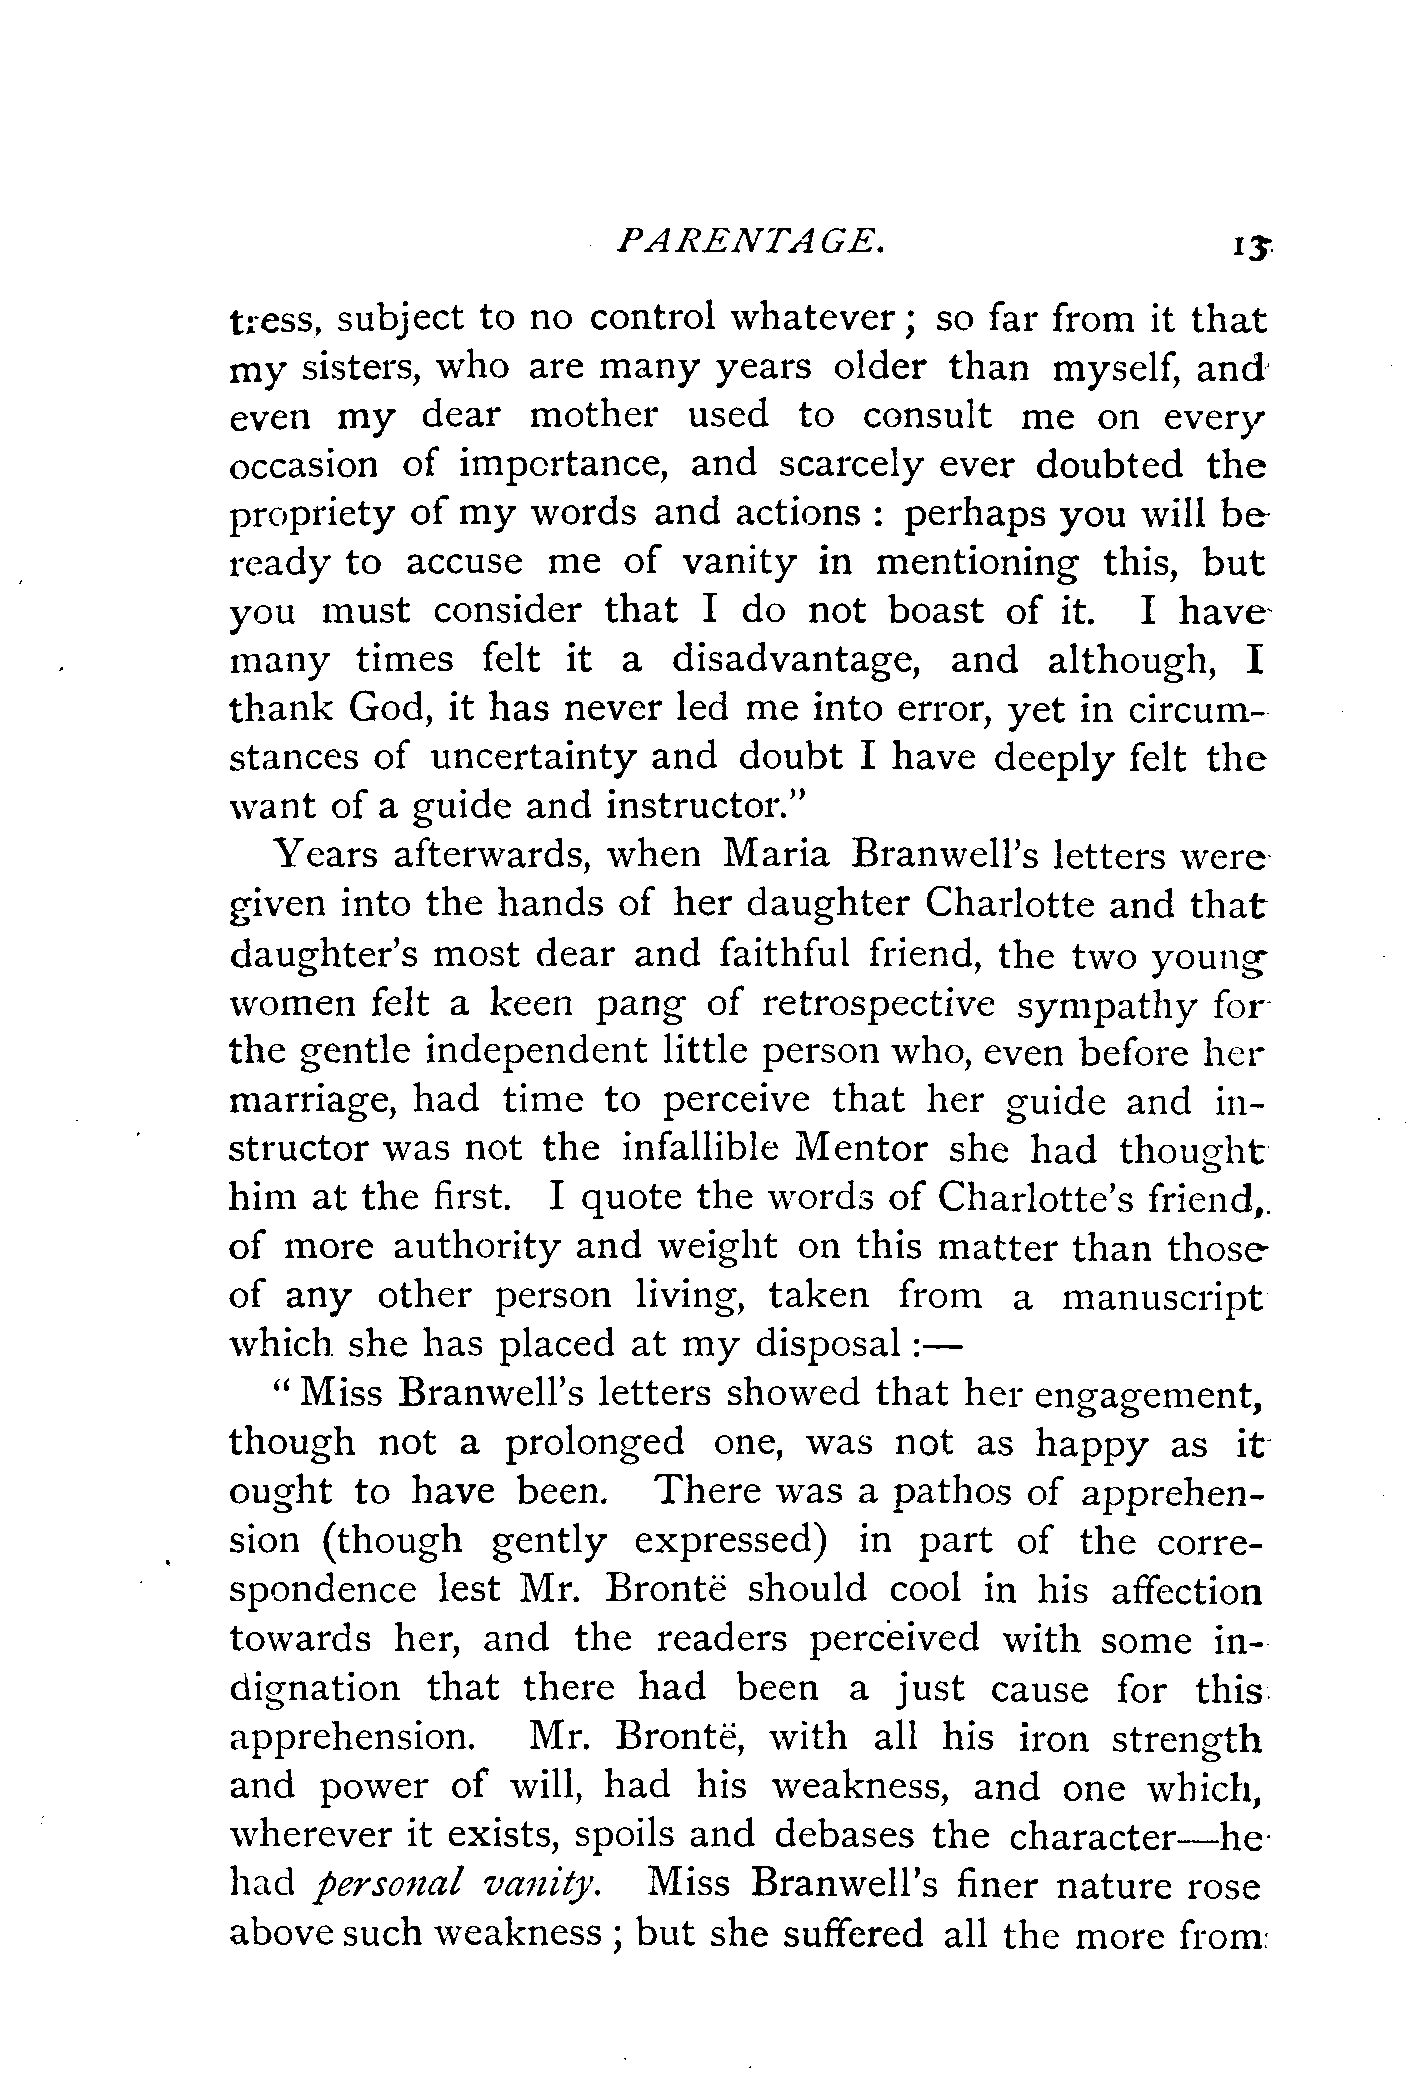 PARENTAGE. 13
tress, subject to no control whatever; so far from it that
my sisters, who are many years older than myself, and
even my dear mother used to consult me on every
occasion of importance, and scarcely ever doubted the
propriety of my words and actions : perhaps you will be
ready to accuse me of vanity in mentioning this, but
you must consider that I do not boast of it. I have
many times felt it a disadvantage, and although, I
thank God, it has never led me into error, yet in circum-
stances of uncertainty and doubt I have deeply felt the
want of a guide and instructor."
Years afterwards, when Maria Branwell's letters were
given into the hands of her daughter Charlotte and that
daughter's most dear and faithful friend, the two young
women felt a keen pang of retrospective sympathy for
the gentle independent little person who, even before her
marriage, had time to perceive that her guide and in-
structor was not the infallible Mentor she had thought
him at the first. I quote the words of Charlotte's friend,
of more authority and weight on this matter than those
of any other person living, taken from a manuscript
which she has placed at my disposal :—
"Miss Branwell's letters showed that her engagement,
though not a prolonged one, was not as happy as it
ought to have been. There was a pathos of apprehen-
sion (though gently expressed) in part of the corre-
spondence lest Mr. Brontë should cool in his affection
towards her, and the readers perceived with some in-
dignation that there had been a just cause for this
apprehension. Mr. Brontë, with all his iron strength
and power of will, had his weakness, and one which,
wherever it exists, spoils and debases the character—he
had personal vanity. Miss Branwell's finer nature rose
above such weakness ; but she suffered all the more from